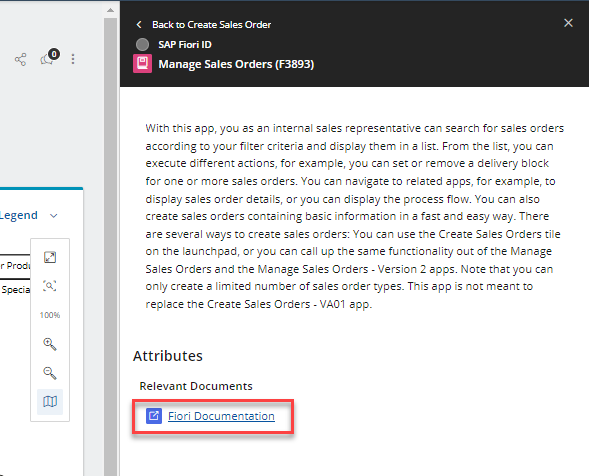 Back to Create Sales Order
SAP Fiori ID
Manage Sales Orders (F3893)
0
With this app, you as an internal sales representative can search for sales orders
according to your filter criteria and display them in a list. From the list, you can
execute different actions, for example, you can set or remove a delivery block
for one or more sales orders. You can navigate to related apps, for example, to
display sales order details, or you can display the process flow. You can also
create sales orders containing basic information in a fast and easy way. There
are several ways to create sales orders: You can use the Create Sales Orders tile
on the launchpad, or you can call up the same functionality out of the Manage
Sales Orders and the Manage Sales Orders - Version 2 apps. Note that you can
only create a limited number of sales order types. This app is not meant to
replace the Create Sales Orders - VA01 app.
Legend
r Produ
Specia
100%
Attributes
Relevant Documents
Fiori Documentation